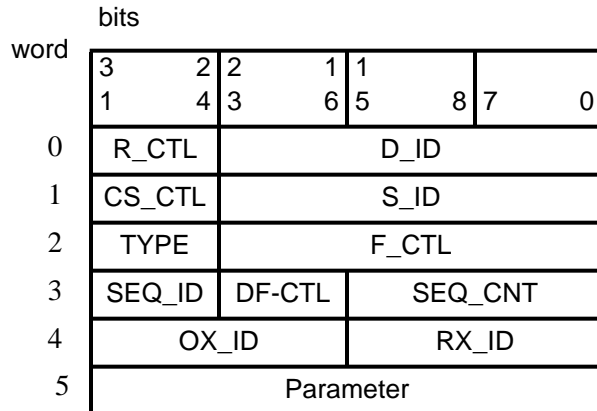 bits
word
3 2 2 1 1
1 4 3 6 5 8 7 0
0 R_CTL D_ID
1 CS_CTL S_ID
2 TYPE F_CTL
3 SEQ_ID DF-CTL SEQ_CNT
4 OX_ID RX_ID
5 Parameter